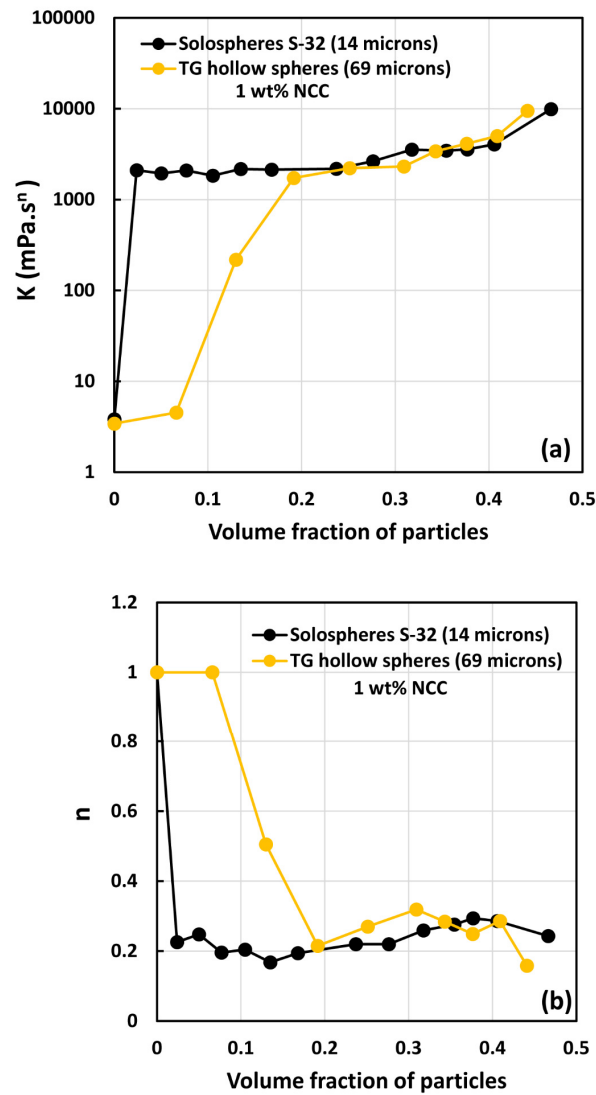 100000
10000
1000
100
10
1
K (mPa.sⁿ)
Solospheres S-32 (14 microns)
TG hollow spheres (69 microns)
1 wt% NCC
(a)
0 0.1 0.2 0.3 0.4 0.5
Volume fraction of particles
1.2
1
0.8
0.6
0.4
0.2
0
n
Solospheres S-32 (14 microns)
TG hollow spheres (69 microns)
1 wt% NCC
(b)
0 0.1 0.2 0.3 0.4 0.5
Volume fraction of particles